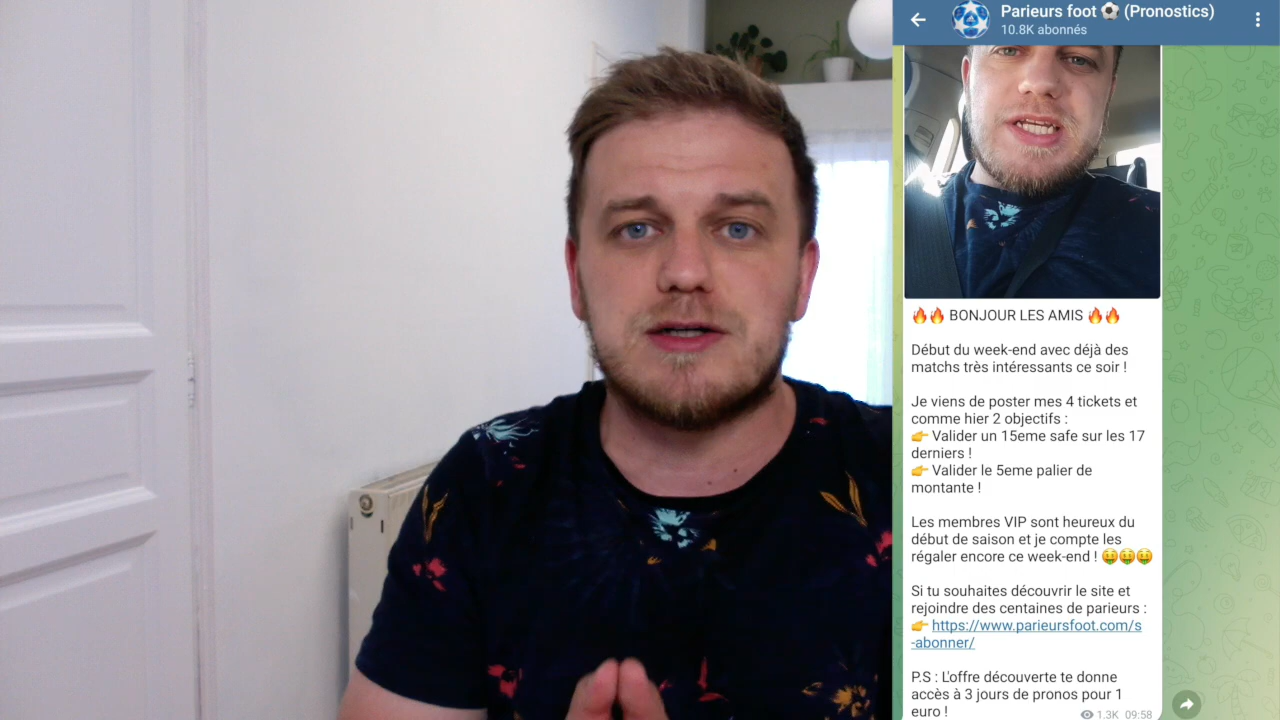 Parieurs foot ⚽ (Pronostics)
10.8K abonnés
🔥🔥 BONJOUR LES AMIS 🔥🔥
Début du week-end avec déjà des
matchs très intéressants ce soir !
Je viens de poster mes 4 tickets et
comme hier 2 objectifs :
👉 Valider un 15eme safe sur les 17
derniers !
👉 Valider le 5eme palier de
montante !
Les membres VIP sont heureux du
début de saison et je compte les
régaler encore ce week-end ! 🤑🤑🤑
Si tu souhaites découvrir le site et
rejoindre des centaines de parieurs :
👉 https://www.parieursfoot.com/s
-abonner/
P.S : L'offre découverte te donne
accès à 3 jours de pronos pour 1
euro !
1.3K 09:58